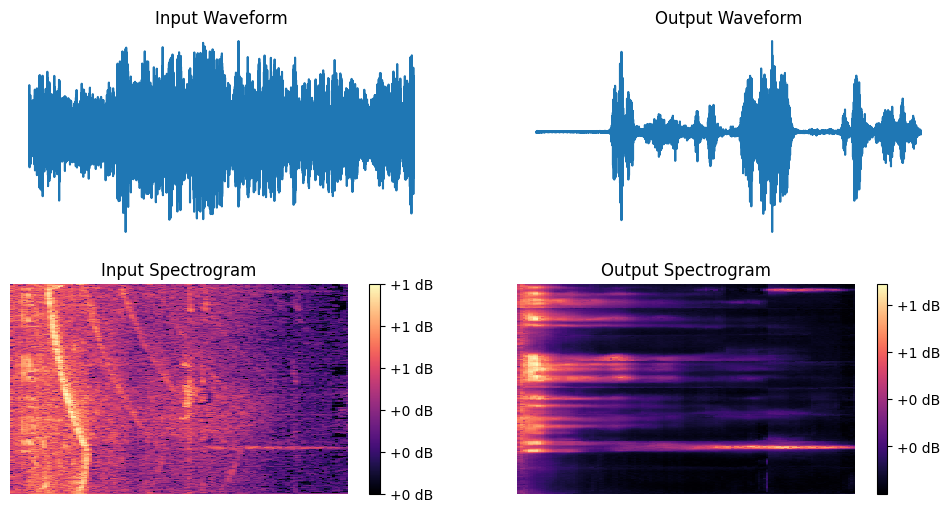 Input Waveform
Output Waveform
Input Spectrogram
+1 dB
+1 dB
+1 dB
+0 dB
+0 dB
+0 dB
Output Spectrogram
+1 dB
+1 dB
+0 dB
+0 dB